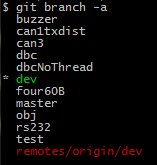 $ git branch -a
  buzzer
  can1txdist
  can3
  dbc
  dbcNoThread
* dev
  four60B
  master
  obj
  rs232
  test
  remotes/origin/dev